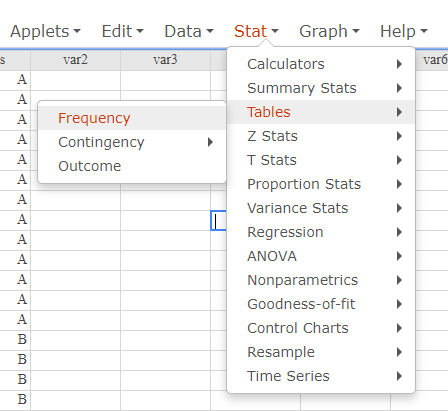 Applets Edit Data Stat Graph Help
s var2 var3 var6
A
A
A
A
A
A
A
A
A
A
A
A
A
B
B
B
B
Frequency
Contingency
Outcome
Calculators
Summary Stats
Tables
Z Stats
T Stats
Proportion Stats
Variance Stats
Regression
ANOVA
Nonparametrics
Goodness-of-fit
Control Charts
Resample
Time Series